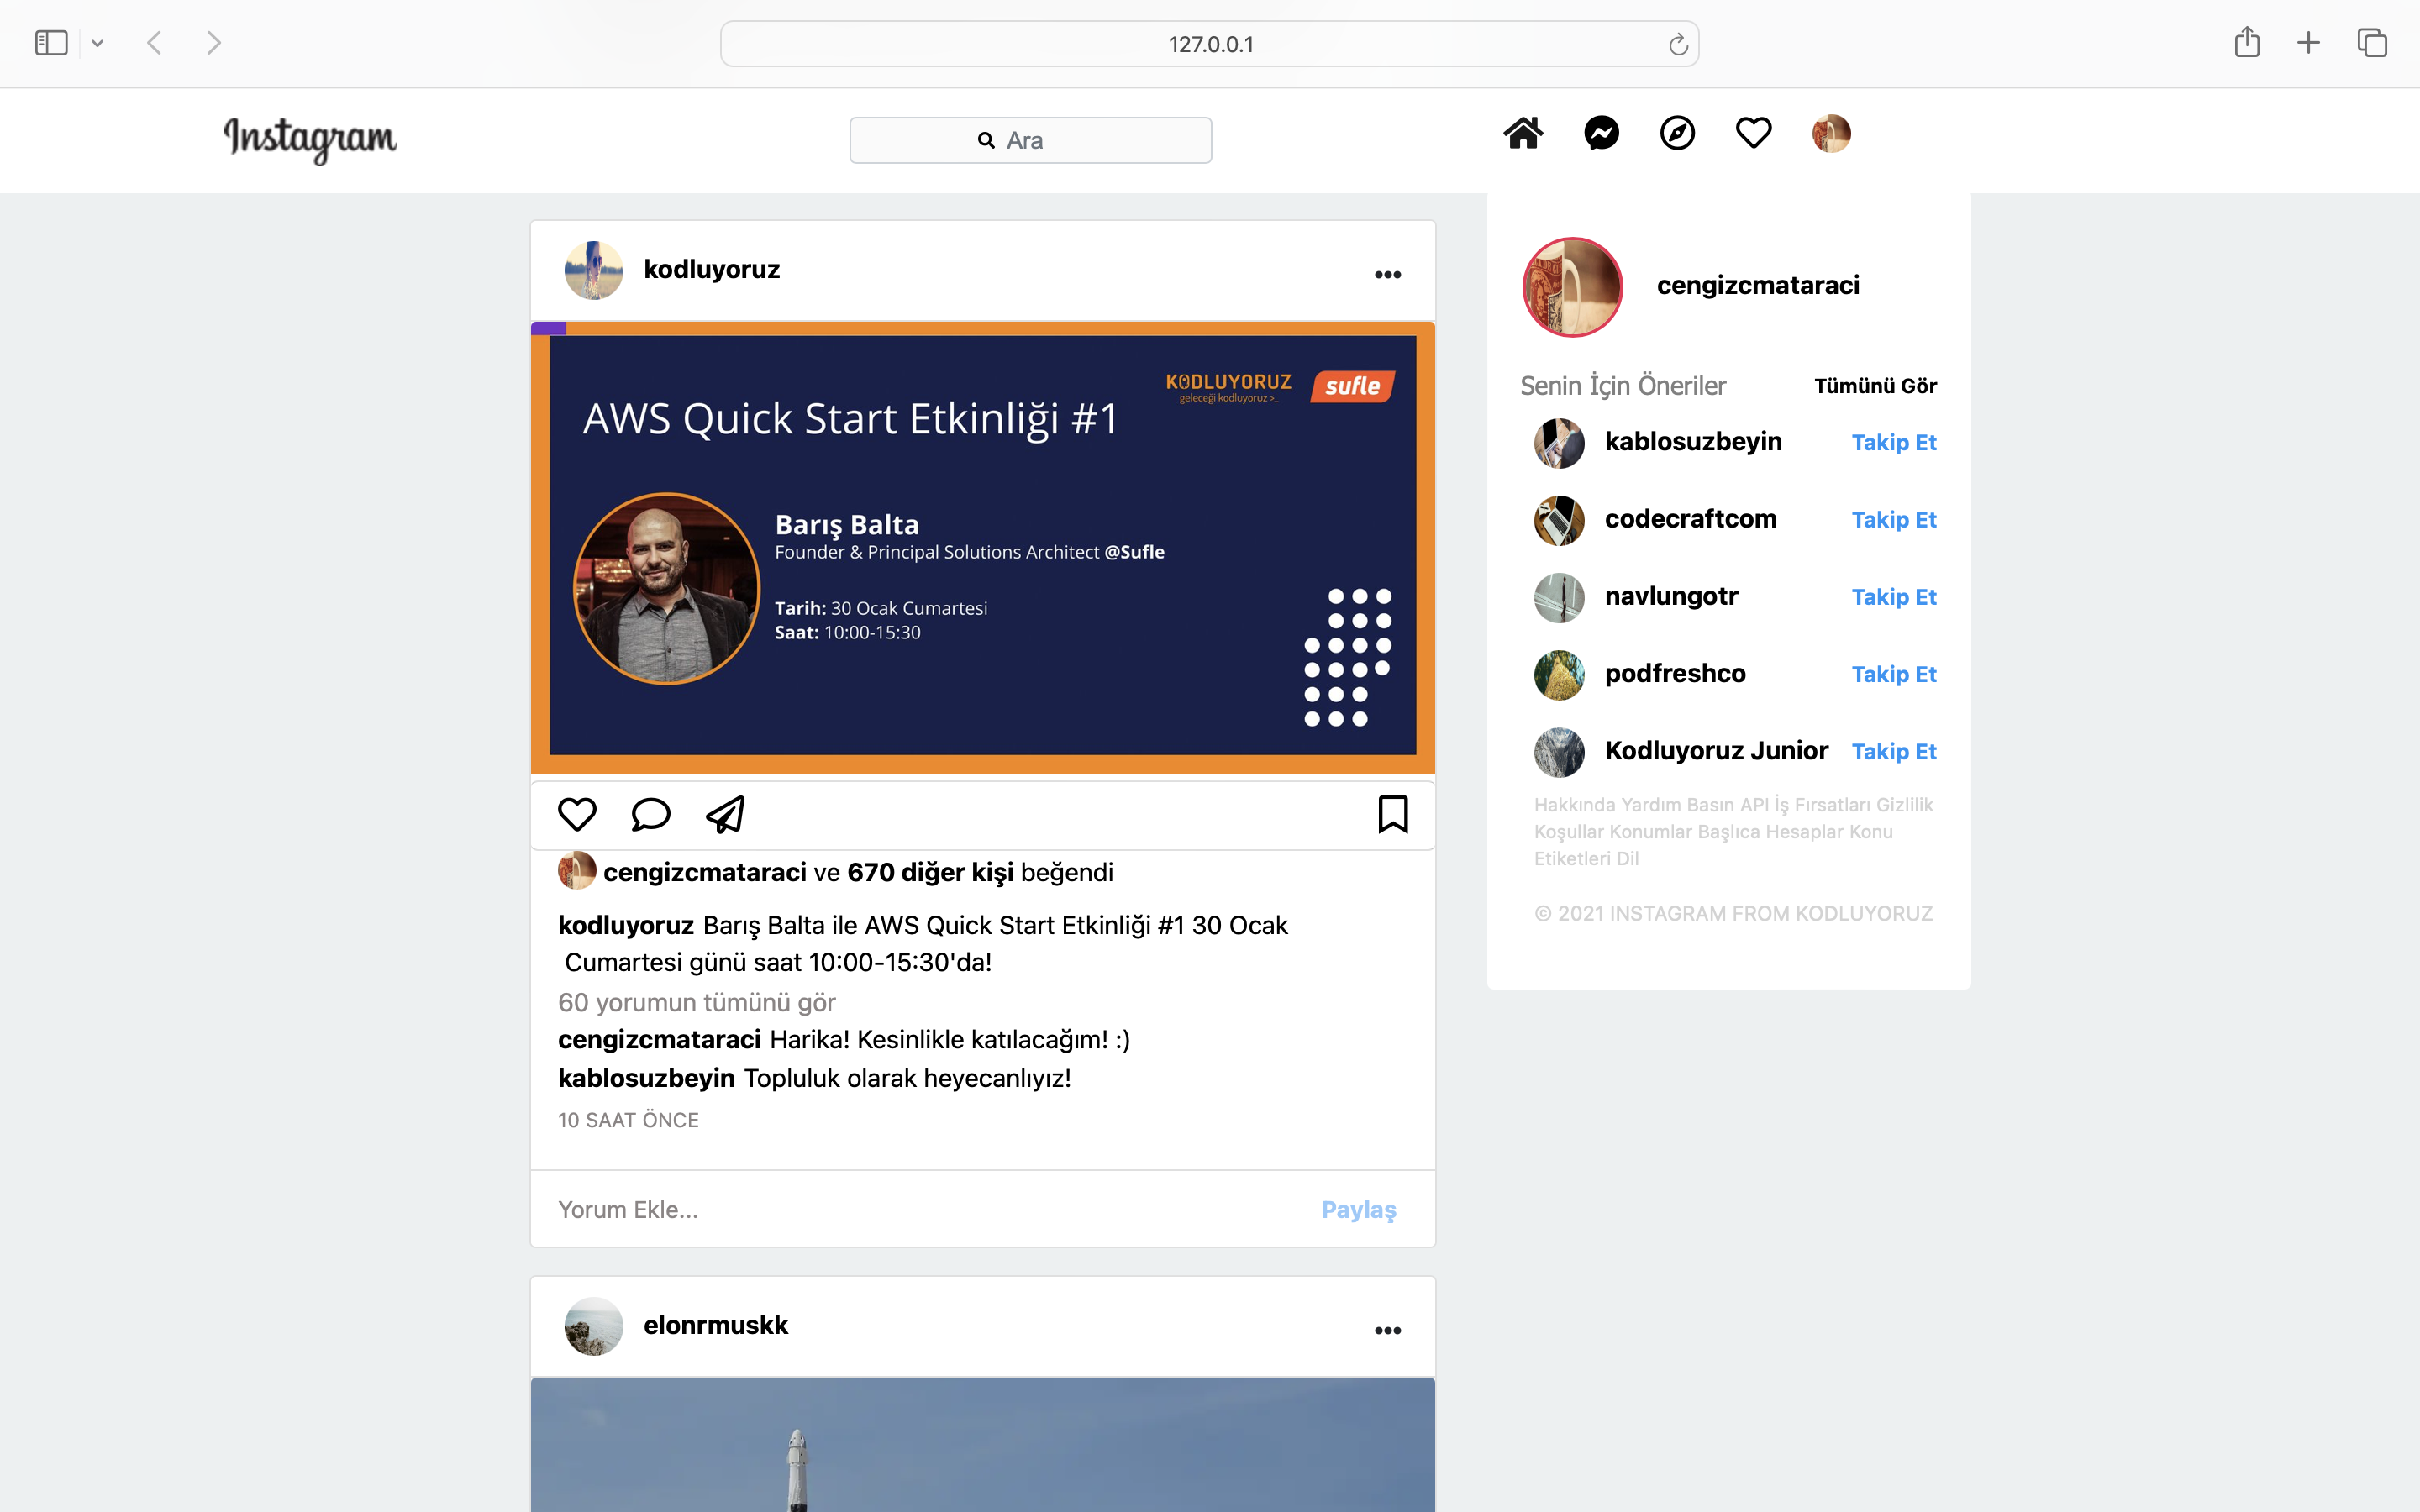 127.0.0.1
Instagram
Ara
kodluyoruz
KODLUYORUZ
geleceği kodluyoruz >_
sufle
AWS Quick Start Etkinliği #1
Barış Balta
Founder & Principal Solutions Architect @Sufle
Tarih: 30 Ocak Cumartesi
Saat: 10:00-15:30
cengizcmataraci ve 670 diğer kişi beğendi
kodluyoruz Barış Balta ile AWS Quick Start Etkinliği #1 30 Ocak
Cumartesi günü saat 10:00-15:30'da!
60 yorumun tümünü gör
cengizcmataraci Harika! Kesinlikle katılacağım! :)
kablosuzbeyin Topluluk olarak heyecanlıyız!
10 SAAT ÖNCE
Yorum Ekle...
Paylaş
elonrmuskk
cengizcmataraci
Senin İçin Öneriler
Tümünü Gör
kablosuzbeyin Takip Et
codecraftcom Takip Et
navlungotr Takip Et
podfreshco Takip Et
Kodluyoruz Junior Takip Et
Hakkında Yardım Basın API İş Fırsatları Gizlilik
Koşullar Konumlar Başlıca Hesaplar Konu
Etiketleri Dil
© 2021 INSTAGRAM FROM KODLUYORUZ